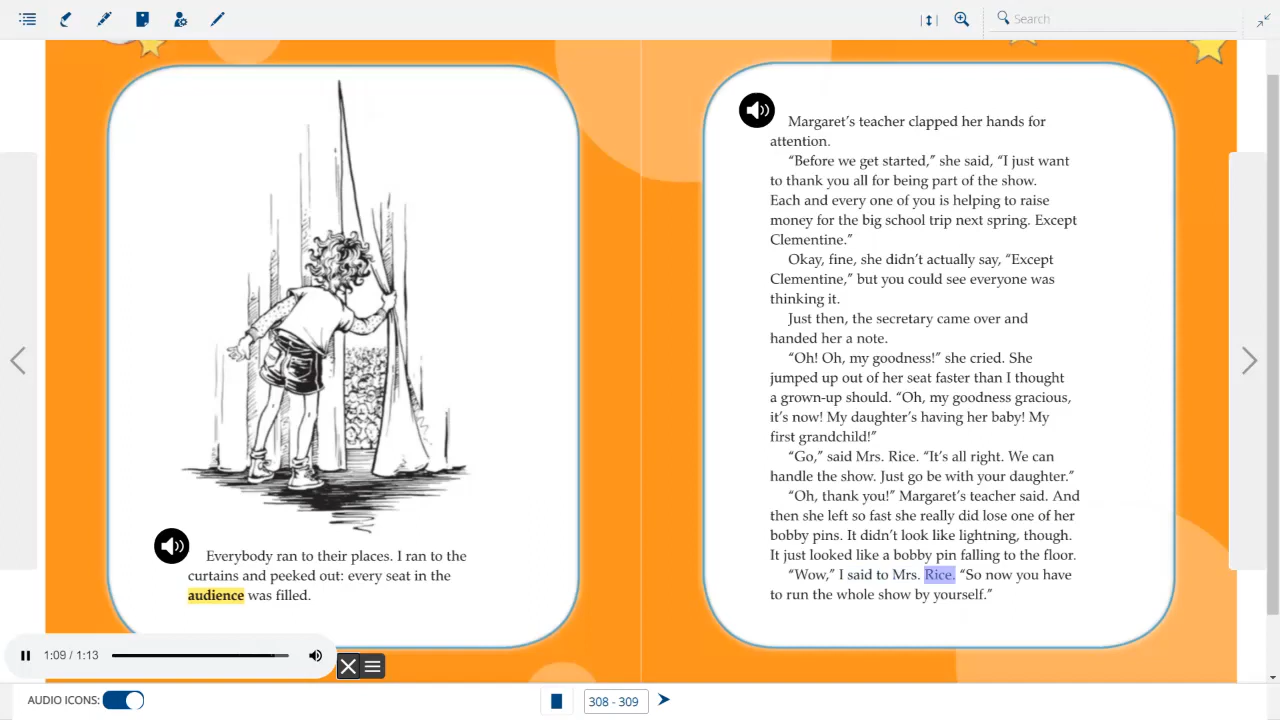 Search
Everybody ran to their places. I ran to the
curtains and peeked out: every seat in the
audience was filled.
Margaret’s teacher clapped her hands for
attention.
“Before we get started,” she said, “I just want
to thank you all for being part of the show.
Each and every one of you is helping to raise
money for the big school trip next spring. Except
Clementine.”
Okay, fine, she didn’t actually say, “Except
Clementine,” but you could see everyone was
thinking it.
Just then, the secretary came over and
handed her a note.
“Oh! Oh, my goodness!” she cried. She
jumped up out of her seat faster than I thought
a grown-up should. “Oh, my goodness gracious,
it’s now! My daughter’s having her baby! My
first grandchild!”
“Go,” said Mrs. Rice. “It’s all right. We can
handle the show. Just go be with your daughter.”
“Oh, thank you!” Margaret’s teacher said. And
then she left so fast she really did lose one of her
bobby pins. It didn’t look like lightning, though.
It just looked like a bobby pin falling to the floor.
“Wow,” I said to Mrs. Rice. “So now you have
to run the whole show by yourself.”
1:09 / 1:13
AUDIO ICONS:
308 - 309